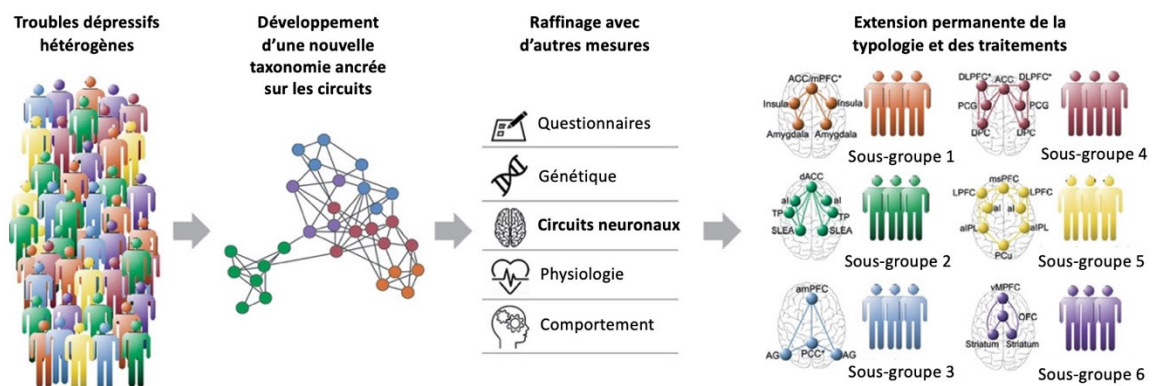 Troubles dépressifs
hétérogènes
Développement
d'une nouvelle
taxonomie ancrée
sur les circuits
Raffinage avec
d'autres mesures
Extension permanente de la
typologie et des traitements
Questionnaires
Génétique
Circuits neuronaux
Physiologie
Comportement
ACC/mPFC*
Insula Insula
Amygdala Amygdala
Sous-groupe 1
DLPFC* ACC DLPFC*
PCG PCG
DPC DPC
Sous-groupe 4
dACC
aI aI
TP TP
SLEA SLEA
Sous-groupe 2
msPFC
LPFC LPFC
aI aI
aIPL aIPL
PCu
Sous-groupe 5
amPFC
AG PCC* AG
Sous-groupe 3
vMPFC
OFC
Striatum Striatum
Sous-groupe 6